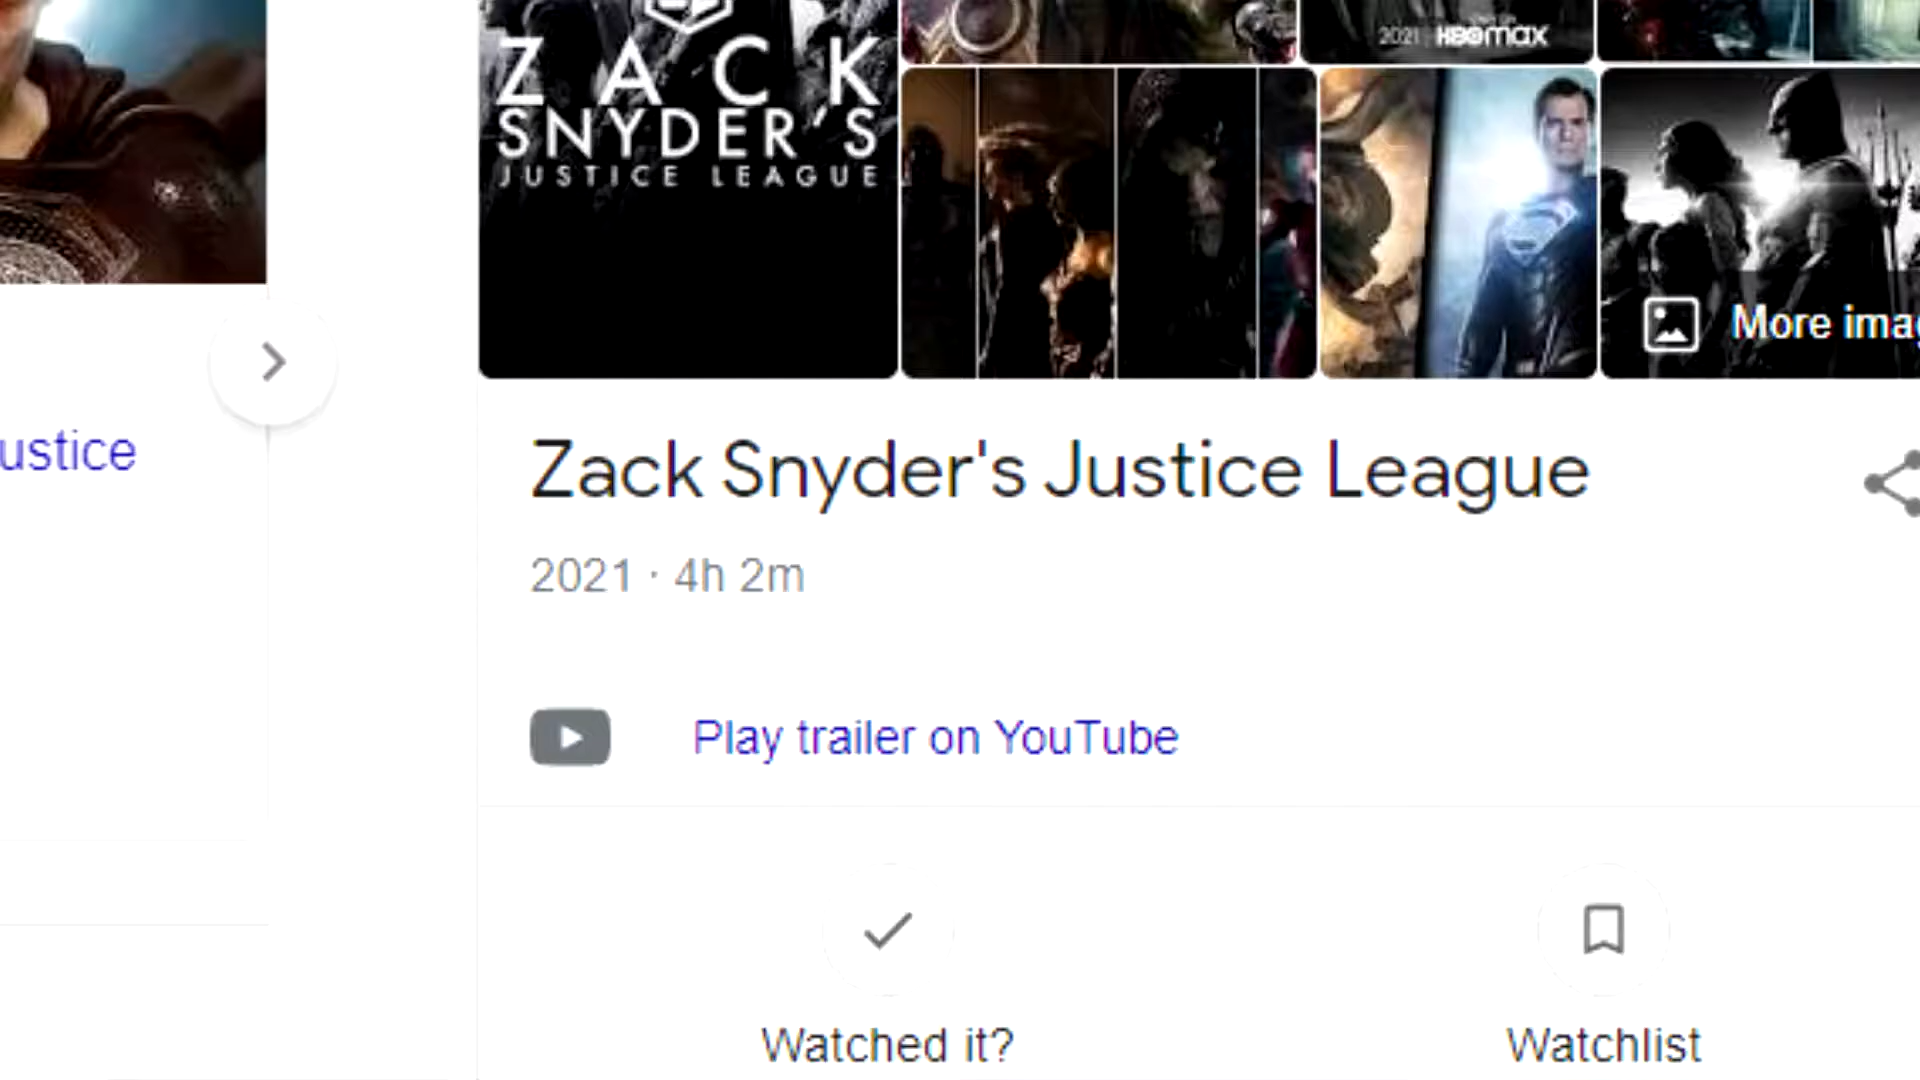 2021 HBOmax
ZACK
SNYDER'S
JUSTICE LEAGUE
More
ustice
Zack Snyder's Justice League
2021 · 4h 2m
Play trailer on YouTube
Watched it?
Watchlist